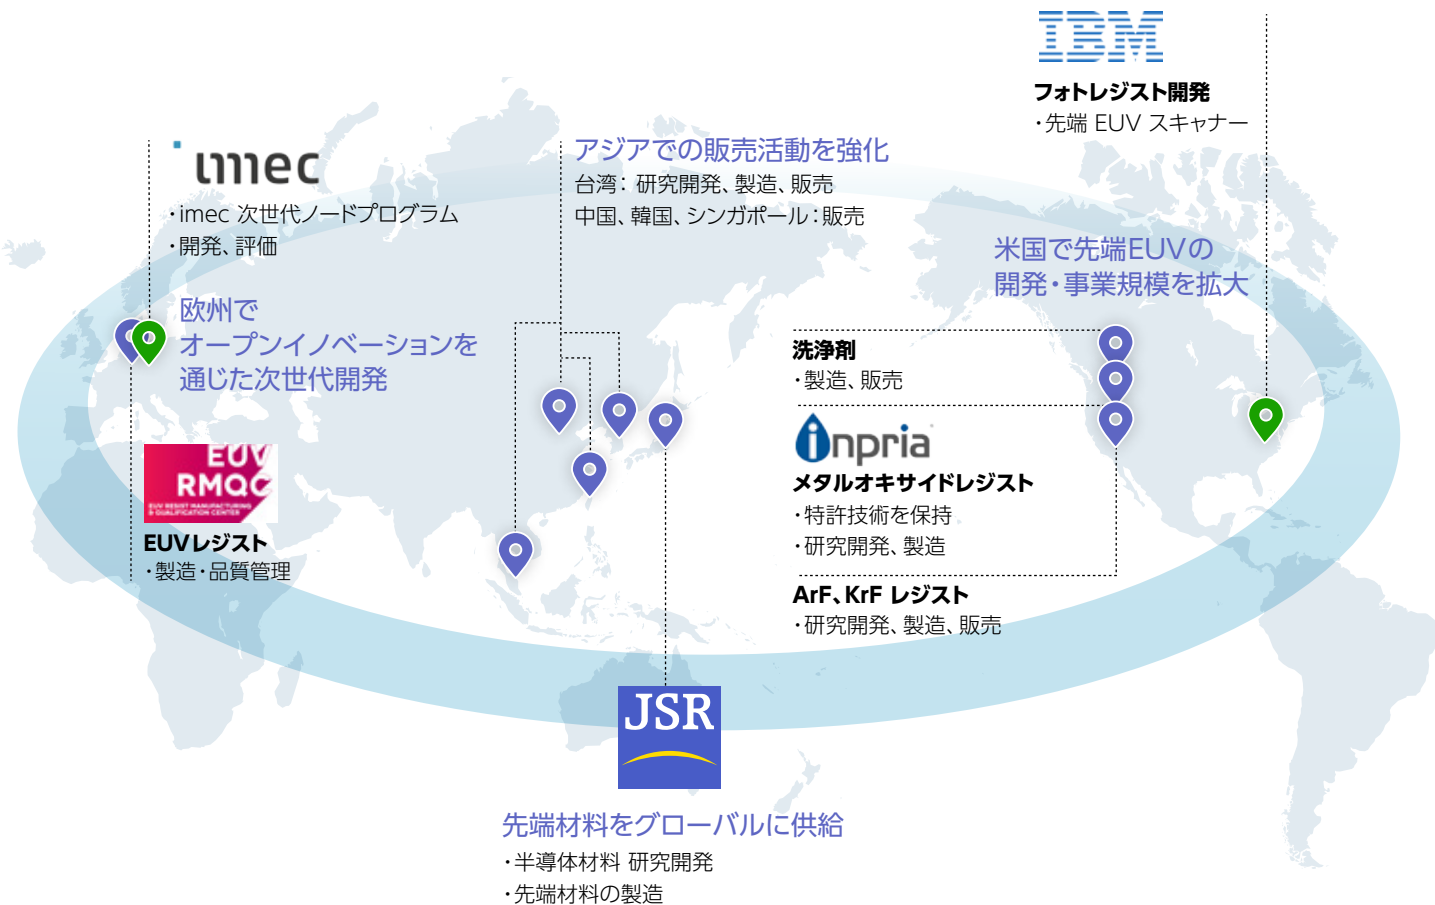 IBM
フォトレジスト開発
・先端 EUV スキャナー
imec
・imec 次世代ノードプログラム
・開発、評価
アジアでの販売活動を強化
台湾：研究開発、製造、販売
中国、韓国、シンガポール：販売
米国で先端EUVの
開発・事業規模を拡大
欧州で
オープンイノベーションを
通じた次世代開発
洗浄剤
・製造、販売
inpria
メタルオキサイドレジスト
・特許技術を保持
・研究開発、製造
ArF、KrF レジスト
・研究開発、製造、販売
EUV
RMQC
EUV RESIST MANUFACTURING
& QUALIFICATION CENTER
EUVレジスト
・製造・品質管理
JSR
先端材料をグローバルに供給
・半導体材料 研究開発
・先端材料の製造